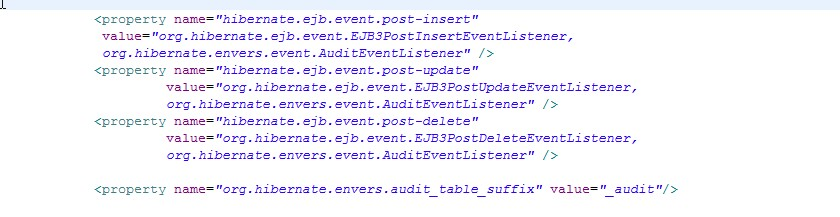 <property name="hibernate.ejb.event.post-insert"
value="org.hibernate.ejb.event.EJB3PostInsertEventListener,
org.hibernate.envers.event.AuditEventListener" />
<property name="hibernate.ejb.event.post-update"
value="org.hibernate.ejb.event.EJB3PostUpdateEventListener,
org.hibernate.envers.event.AuditEventListener" />
<property name="hibernate.ejb.event.post-delete"
value="org.hibernate.ejb.event.EJB3PostDeleteEventListener,
org.hibernate.envers.event.AuditEventListener" />
<property name="org.hibernate.envers.audit_table_suffix" value="_audit"/>